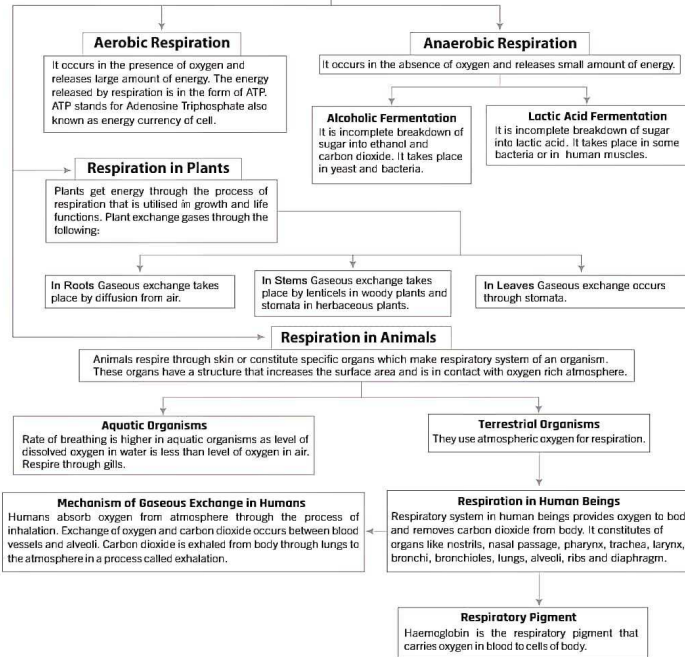 Aerobic Respiration
It occurs in the presence of oxygen and
releases large amount of energy. The energy
released by respiration is in the form of ATP.
ATP stands for Adenosine Triphosphate also
known as energy currency of cell.
Anaerobic Respiration
It occurs in the absence of oxygen and releases small amount of energy.
Alcoholic Fermentation
It is incomplete breakdown of
sugar into ethanol and
carbon dioxide. It takes place
in yeast and bacteria.
Lactic Acid Fermentation
It is incomplete breakdown of sugar
into lactic acid. It takes place in some
bacteria or in human muscles.
Respiration in Plants
Plants get energy through the process of
respiration that is utilised in growth and life
functions. Plant exchange gases through the
following:
In Roots Gaseous exchange takes
place by diffusion from air.
In Stems Gaseous exchange takes
place by lenticels in woody plants and
stomata in herbaceous plants.
In Leaves Gaseous exchange occurs
through stomata.
Respiration in Animals
Animals respire through skin or constitute specific organs which make respiratory system of an organism.
These organs have a structure that increases the surface area and is in contact with oxygen rich atmosphere.
Aquatic Organisms
Rate of breathing is higher in aquatic organisms as level of
dissolved oxygen in water is less than level of oxygen in air.
Respire through gills.
Terrestrial Organisms
They use atmospheric oxygen for respiration.
Mechanism of Gaseous Exchange in Humans
Humans absorb oxygen from atmosphere through the process of
inhalation. Exchange of oxygen and carbon dioxide occurs between blood
vessels and alveoli. Carbon dioxide is exhaled from body through lungs to
the atmosphere in a process called exhalation.
Respiration in Human Beings
Respiratory system in human beings provides oxygen to bod
and removes carbon dioxide from body. It constitutes of
organs like nostrils, nasal passage, pharynx, trachea, larynx,
bronchi, bronchioles, lungs, alveoli, ribs and diaphragm.
Respiratory Pigment
Haemoglobin is the respiratory pigment that
carries oxygen in blood to cells of body.